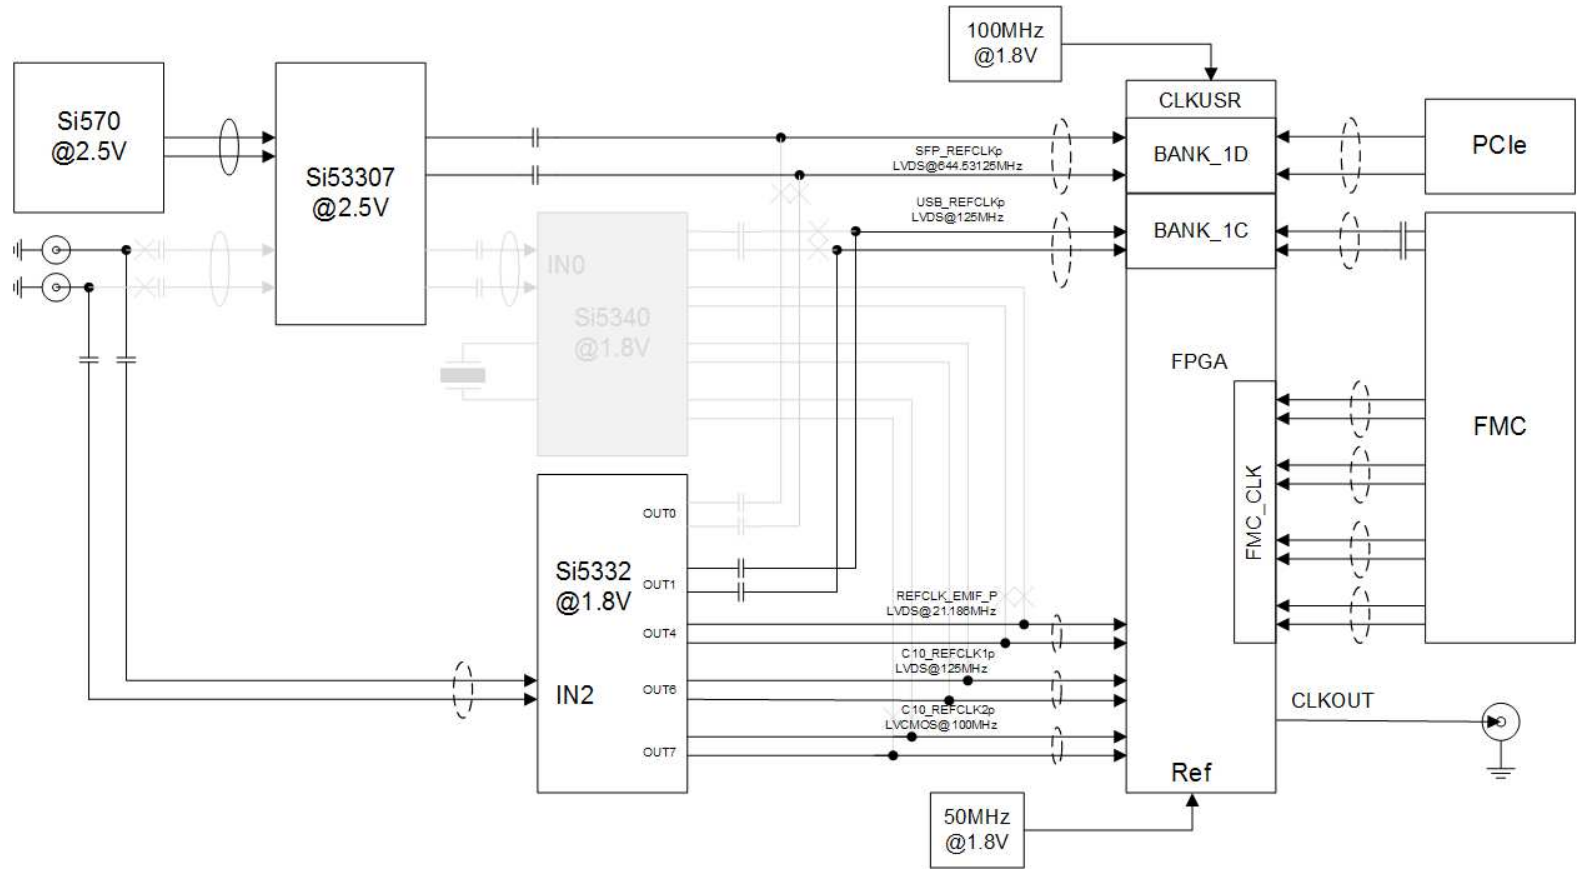 100MHz
@1.8V
Si570
@2.5V
Si53307
@2.5V
CLKUSR
BANK_1D
PCIe
SFP_REFCLKp
LVDS@644.53125MHz
USB_REFCLKp
LVDS@125MHz
BANK_1C
IN0
Si5340
@1.8V
FPGA
FMC
FMC_CLK
OUT0
Si5332
@1.8V
OUT1
REFCLK_EMIF_P
LVDS@21.186MHz
OUT4
C10_REFCLK1p
LVDS@125MHz
IN2
OUT6
C10_REFCLK2p
LVCMOS@100MHz
OUT7
CLKOUT
Ref
50MHz
@1.8V